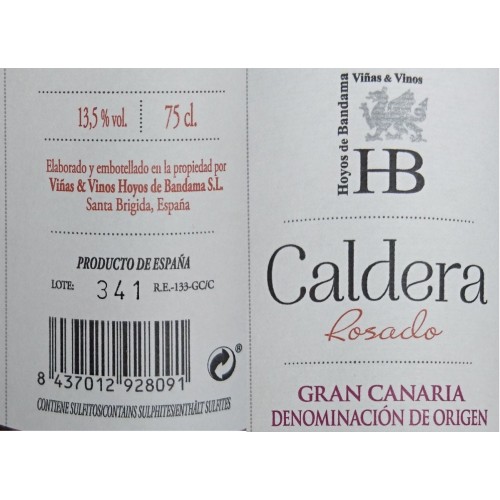 13,5 % vol.
75 cl.
Elaborado y embotellado en la propiedad por
Viñas & Vinos Hoyos de Bandama S.L.
Santa Brigida, España
PRODUCTO DE ESPAÑA
LOTE: 341 R.E.-133-GC/C
8 437012 928091
CONTIENE SULFITOS/CONTAINS SULPHITES/ENTHÄLT SULFITES
Viñas & Vinos
Hoyos de Bandama
HB
Caldera
Rosado
GRAN CANARIA
DENOMINACIÓN DE ORIGEN